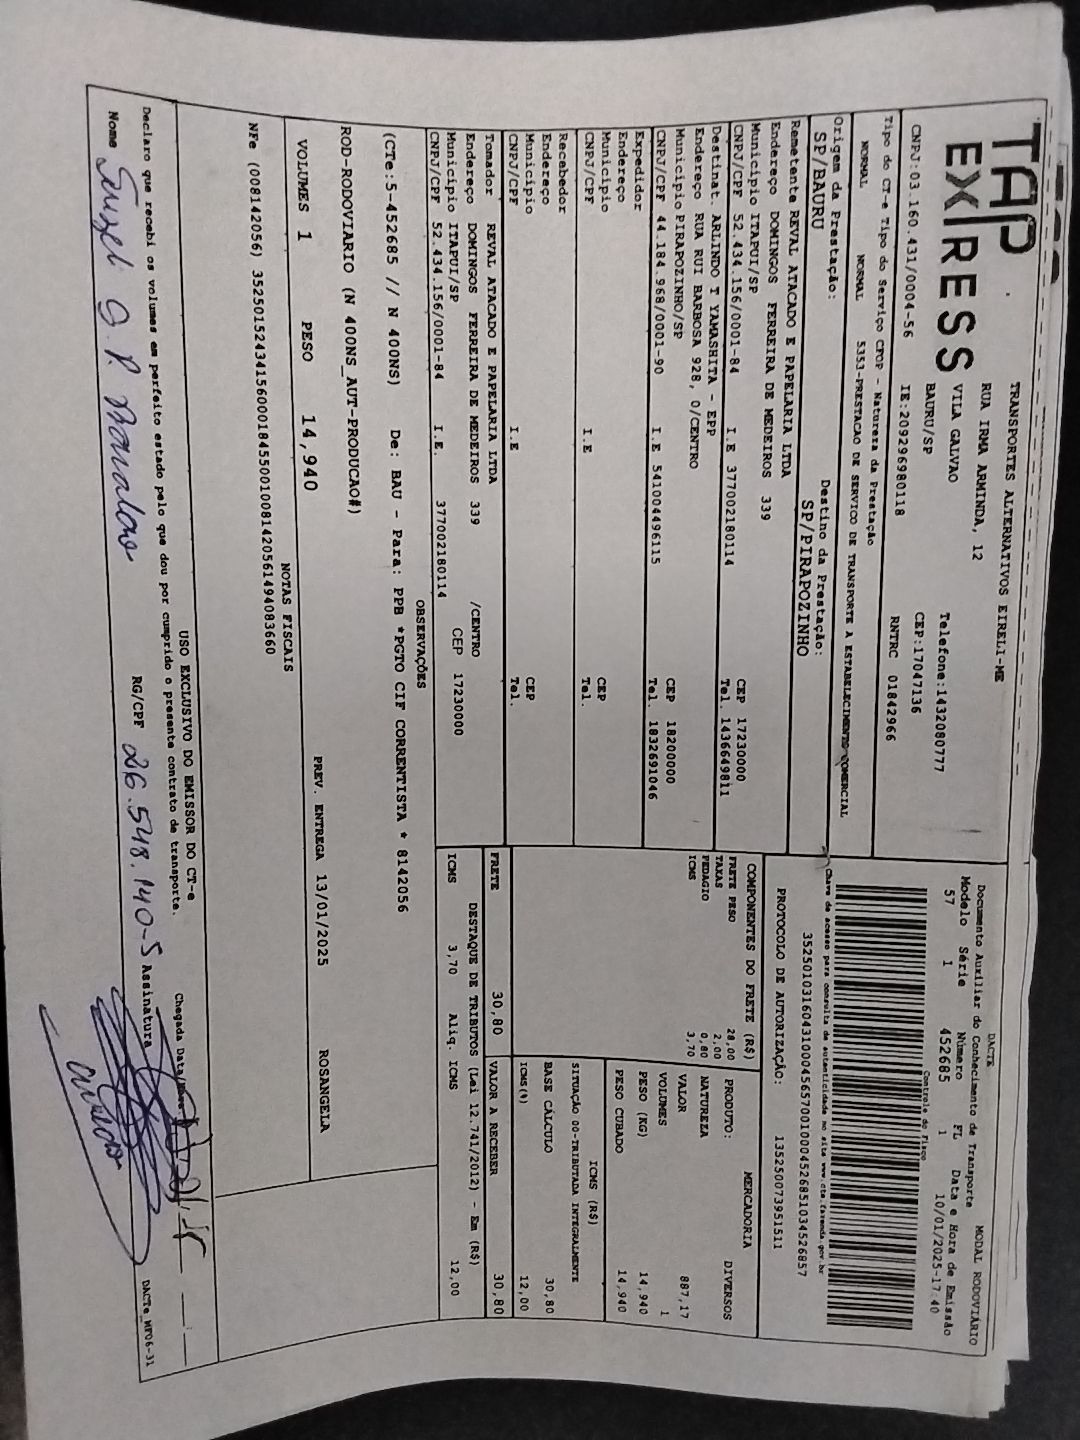 TAP EXPRESS
TRANSPORTES ALTERNATIVOS EIRELI-ME
RUA IRMA ARMINDA, 12
VILA GALVAO
BAURU/SP
Telefone:1432080777
CEP:17047136
CNPJ:03.160.431/0004-56 IE:209296980118 RNTRC 01842966
DACTE MODAL RODOVIÁRIO
Documento Auxiliar do Conhecimento de Transporte
Modelo Série Número FL Data e Hora de Emissão
57 1 452685 1 10/01/2025-17:40
Controle do Fisco
Chave de acesso para consulta de autenticidade no site www.cte.fazenda.gov.br
PROTOCOLO DE AUTORIZAÇÃO: 135250073951511
Tipo do CT-e Tipo do Serviço CFOP - Natureza da Prestação
NORMAL NORMAL 5353-PRESTACAO DE SERVICO DE TRANSPORTE A ESTABELECIMENTO COMERCIAL
Origem da Prestação: Destino da Prestação:
SP/BAURU SP/PIRAPOZINHO
Remetente REVAL ATACADO E PAPELARIA LTDA
Endereço DOMINGOS FERREIRA DE MEDEIROS 339
Município ITAPUI/SP CEP 17230000
CNPJ/CPF 52.434.156/0001-84 I.E 377002180114 Tel. 1436649811
Destinat. ARLINDO T YAMASHITA - EPP
Endereço RUA RUI BARBOSA 928, 0/CENTRO
Município PIRAPOZINHO/SP CEP 18200000
CNPJ/CPF 44.184.968/0001-90 I.E 541004496115 Tel. 1832691046
Expedidor
Endereço
Município CEP
CNPJ/CPF I.E Tel.
Recebedor
Endereço
Município CEP
CNPJ/CPF I.E Tel.
Tomador REVAL ATACADO E PAPELARIA LTDA
Endereço DOMINGOS FERREIRA DE MEDEIROS 339 /CENTRO
Município ITAPUI/SP CEP 17230000
CNPJ/CPF 52.434.156/0001-84 I.E. 377002180114
COMPONENTES DO FRETE (R$)
FRETE PESO 28,00
TAXAS 2,00
PEDAGIO 0,80
ICMS 3,70
MERCADORIA
PRODUTO: DIVERSOS
NATUREZA
VALOR 887,17
VOLUMES 1
PESO (KG) 14,940
PESO CUBADO 14,940
ICMS (R$)
SITUAÇÃO 00-TRIBUTADA INTEGRALMENTE
BASE CÁLCULO 30,80
ICMS(%) 12,00
FRETE 30,80 VALOR A RECEBER 30,80
DESTAQUE DE TRIBUTOS (Lei 12.741/2012) - Em (R$)
ICMS 3,70 Aliq. ICMS 12,00
OBSERVAÇÕES
(CTe:5-452685 // N 400NS) De: BAU - Para: PPB *PGTO CIF CORRENTISTA * 8142056
ROD-RODOVIARIO (N 400NS_AUT-PRODUCAO#)
VOLUMES 1 PESO 14,940 PREV. ENTREGA 13/01/2025 ROSANGELA
NOTAS FISCAIS
NFe (008142056)
USO EXCLUSIVO DO EMISSOR DO CT-e
Declaro que recebi os volumes em perfeito estado pelo que dou por cumprido o presente contrato de transporte.
Nome RG/CPF 26.548.140-5 Assinatura
DACTe_MF06-31